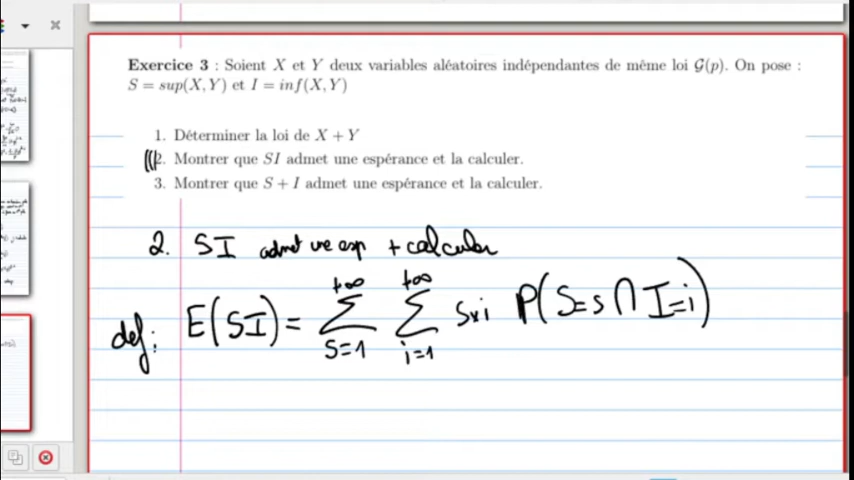 Exercice 3 : Soient X et Y deux variables aléatoires indépendantes de même loi 𝒢(p). On pose :
S = sup(X, Y) et I = inf(X, Y)
1. Déterminer la loi de X + Y
2. Montrer que SI admet une espérance et la calculer.
3. Montrer que S + I admet une espérance et la calculer.
2. SI admet une esp + calculer
def: E(SI) = ∑_{s=1}^{+∞} ∑_{i=1}^{+∞} s×i P(S=s ∩ I=i)